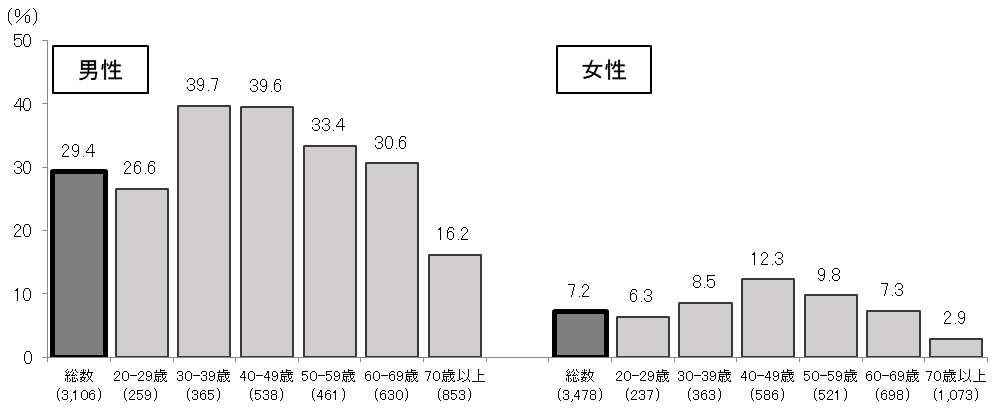 (%)
50
40
30
20
10
0
男性
29.4
26.6
39.7
39.6
33.4
30.6
16.2
総数
20-29歳
30-39歳
40-49歳
50-59歳
60-69歳
70歳以上
(3,106)
(259)
(365)
(538)
(461)
(630)
(853)
女性
7.2
6.3
8.5
12.3
9.8
7.3
2.9
総数
20-29歳
30-39歳
40-49歳
50-59歳
60-69歳
70歳以上
(3,478)
(237)
(363)
(586)
(521)
(698)
(1,073)